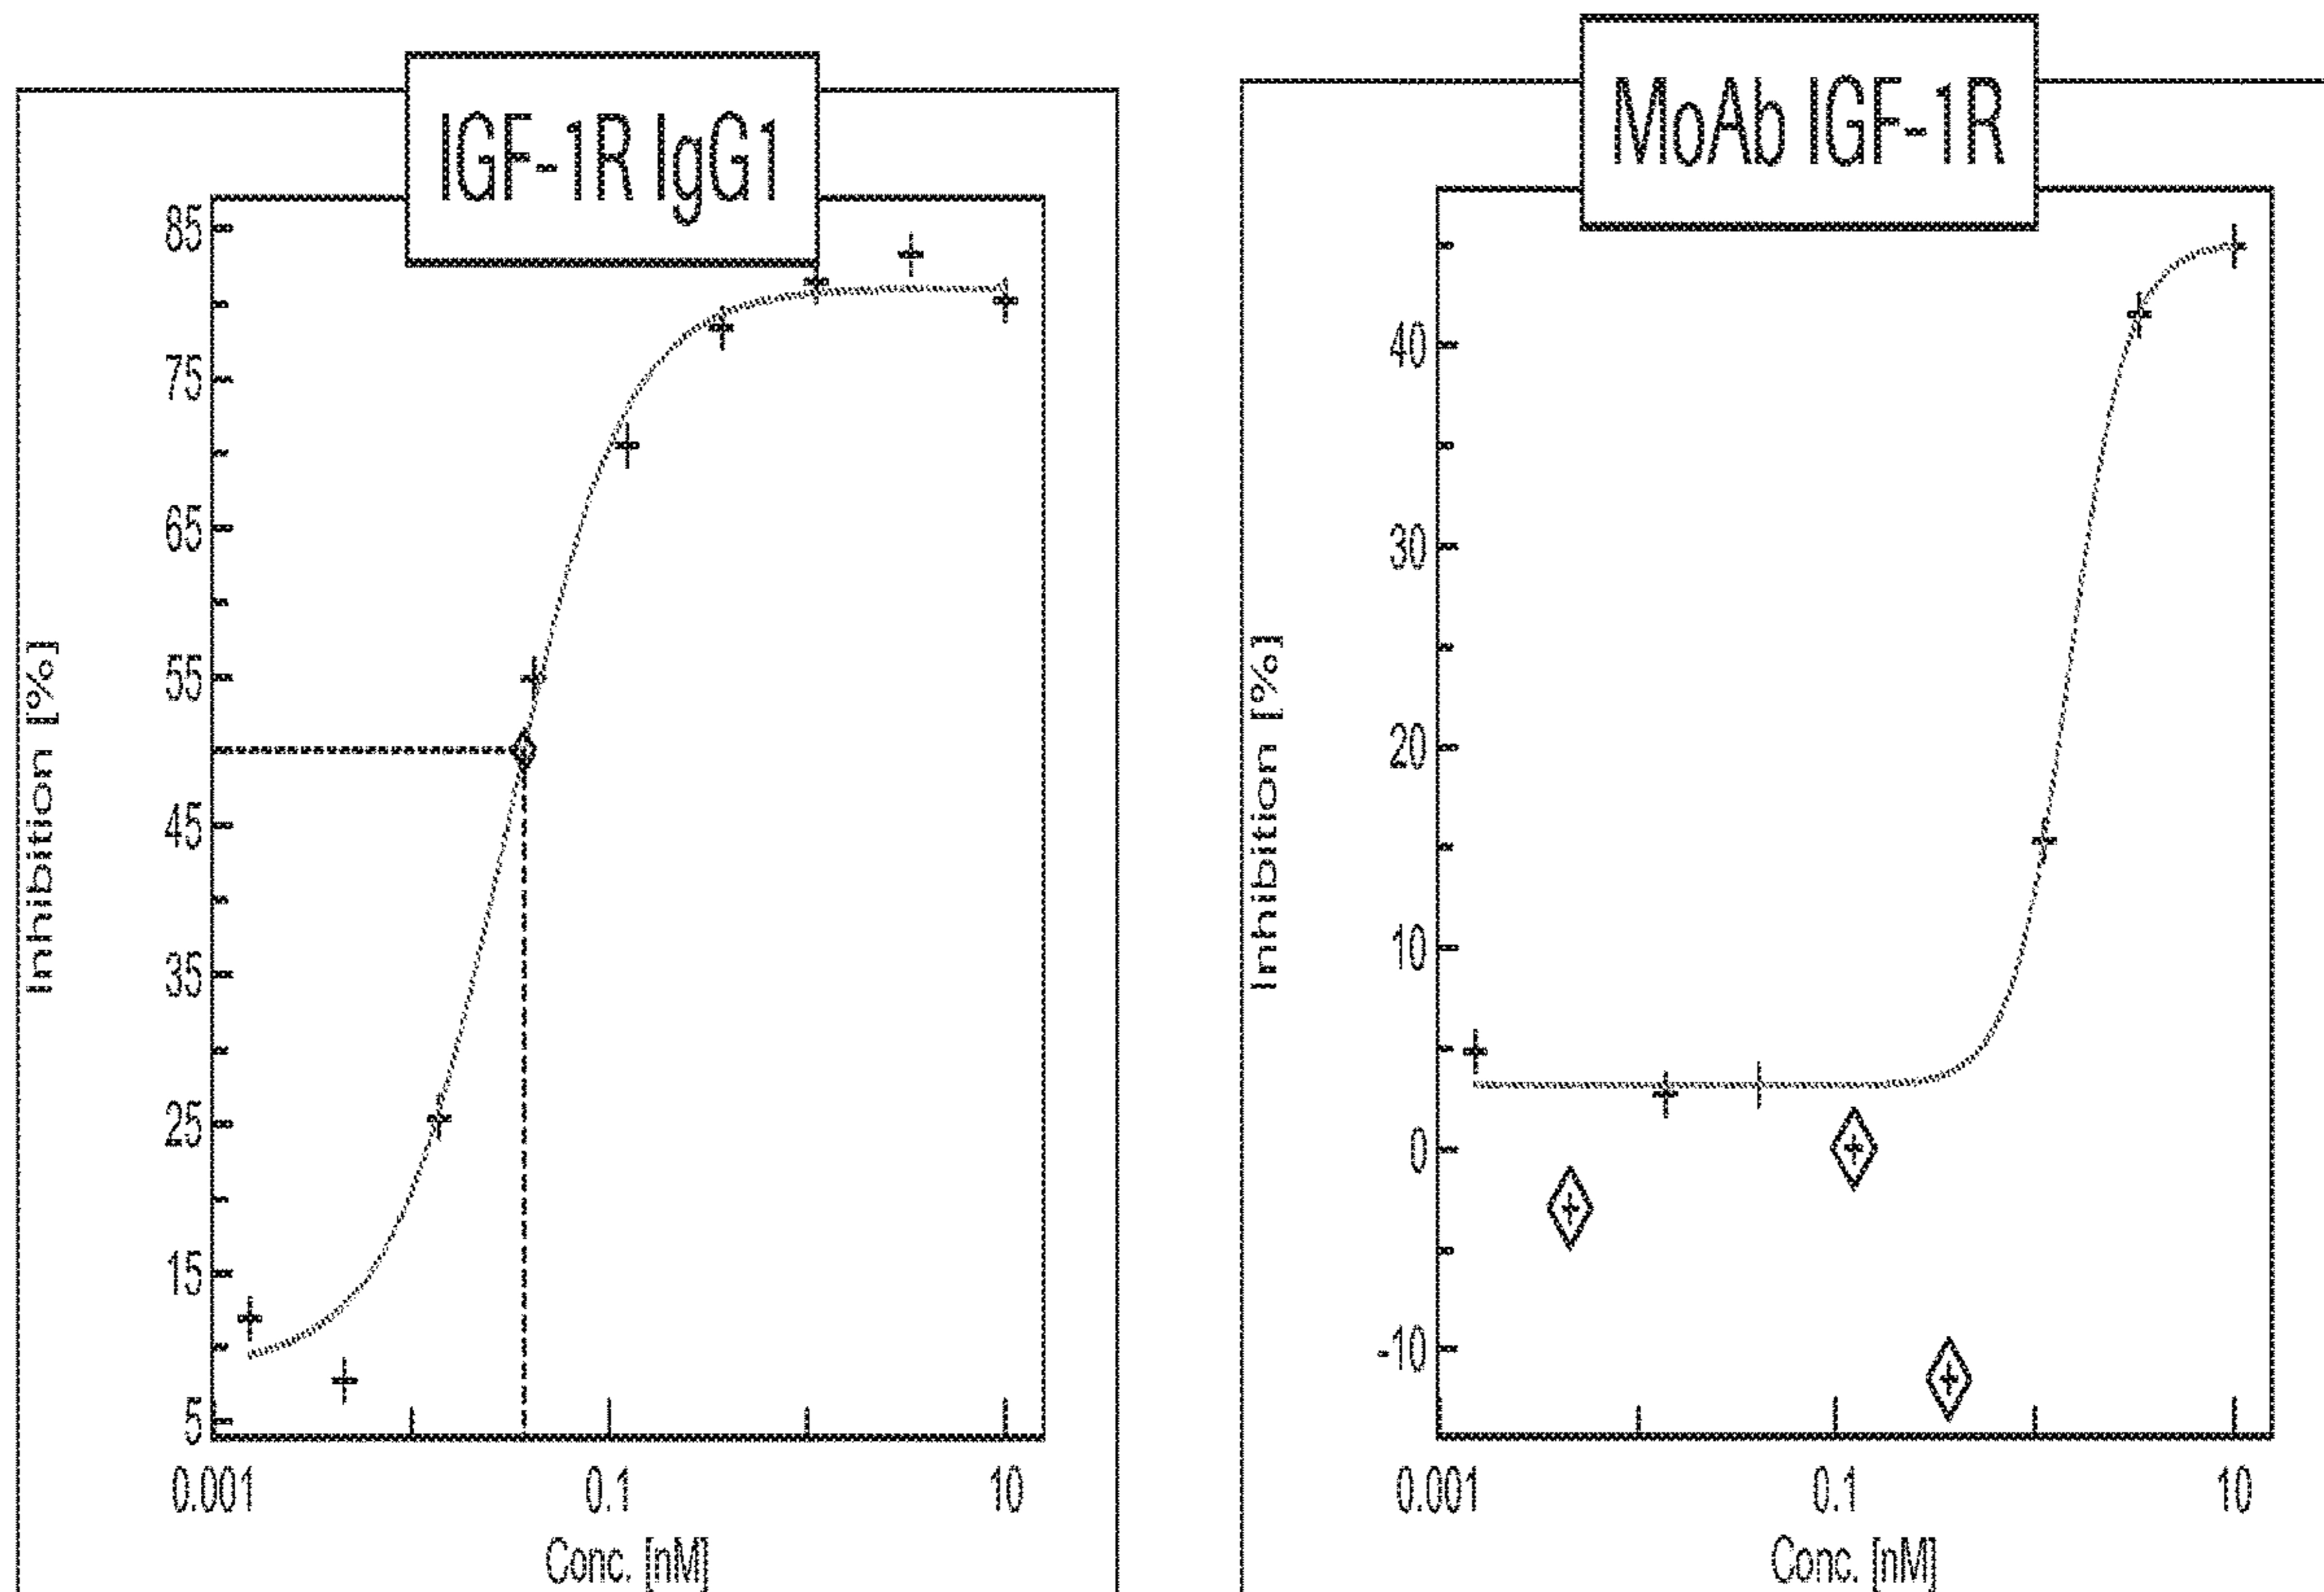 IGF-1R IgG1
Inhibition [%]
85
75
65
55
45
35
25
15
5
0.001 0.1 10
Conc. [nM]
MoAb IGF-1R
Inhibition [%]
40
30
20
10
0
-10
0.001 0.1 10
Conc. [nM]